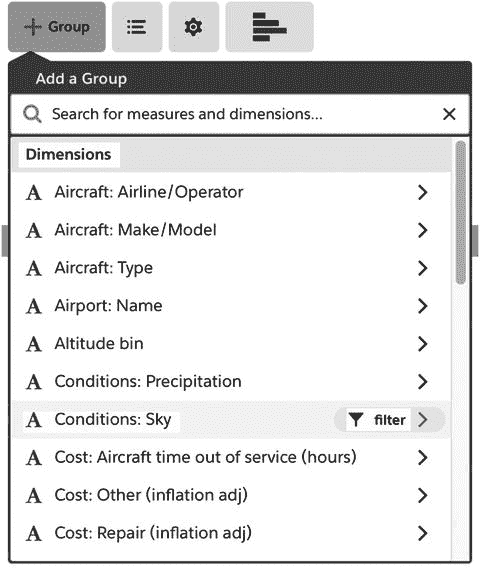 Group
Add a Group
Search for measures and dimensions...
Dimensions
A Aircraft: Airline/Operator
A Aircraft: Make/Model
A Aircraft: Type
A Airport: Name
A Altitude bin
A Conditions: Precipitation
A Conditions: Sky filter
A Cost: Aircraft time out of service (hours)
A Cost: Other (inflation adj)
A Cost: Repair (inflation adj)